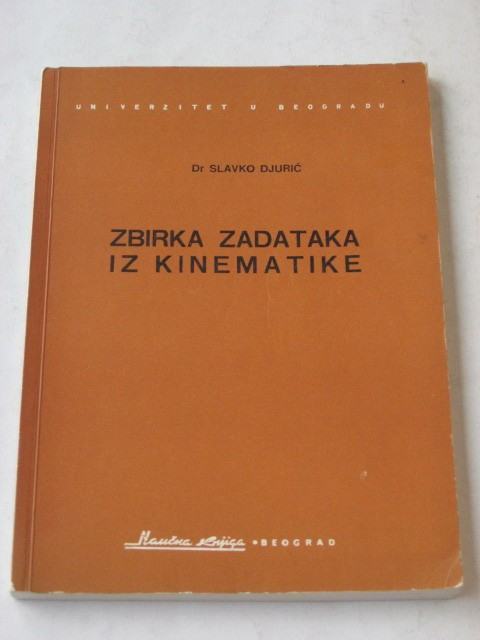 UNIVERZITET U BEOGRADU
Dr SLAVKO DJURIĆ
ZBIRKA ZADATAKA
IZ KINEMATIKE
Naučna knjiga • BEOGRAD